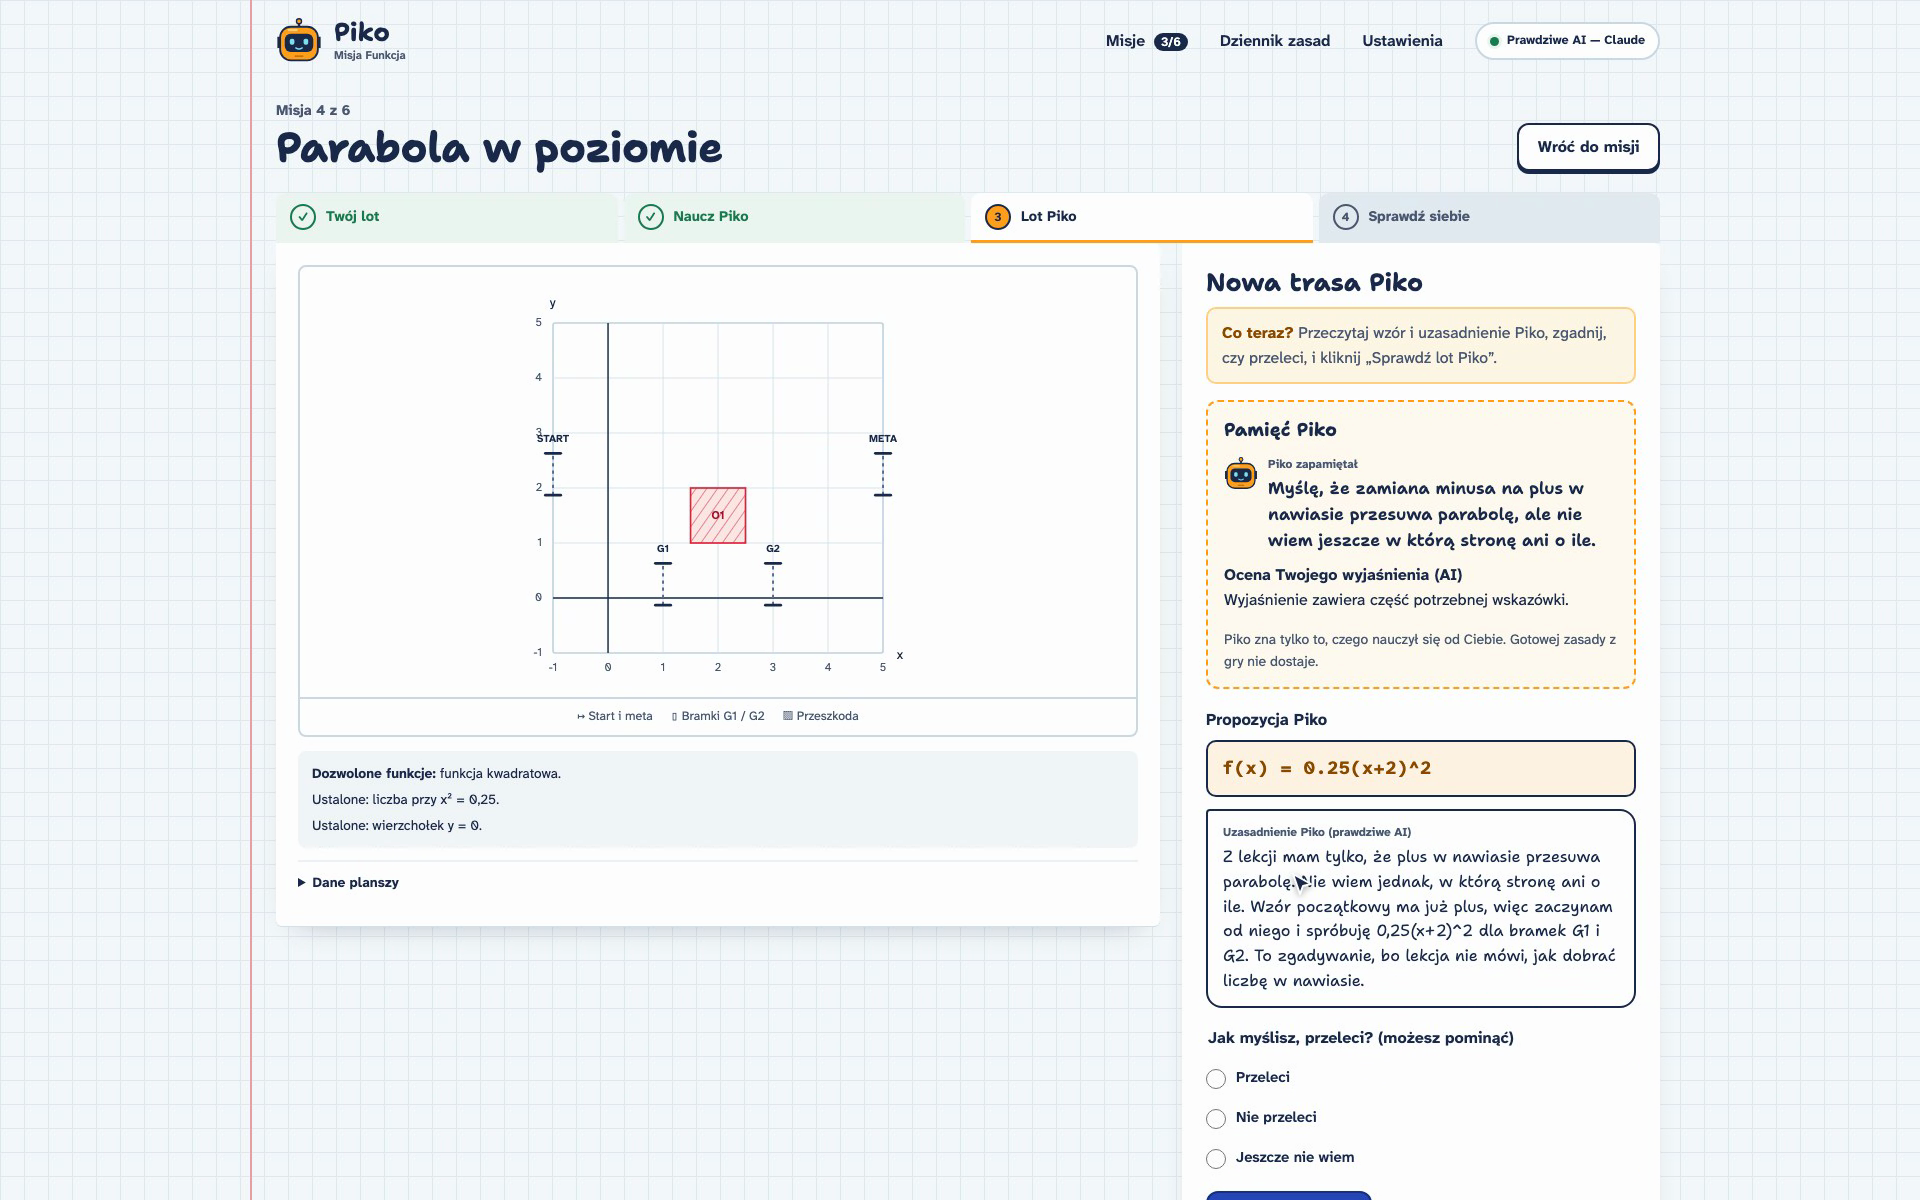 Piko
Misja Funkcja
Misje 3/6
Dziennik zasad
Ustawienia
Prawdziwe AI — Claude
Misja 4 z 6
Parabola w poziomie
Wróć do misji
Twój lot
Naucz Piko
3 Lot Piko
4 Sprawdź siebie
y
5
4
3
START
META
2
O1
1
G1
G2
0
-1
x
-1 0 1 2 3 4 5
↦ Start i meta
▯ Bramki G1 / G2
▨ Przeszkoda
Dozwolone funkcje: funkcja kwadratowa.
Ustalone: liczba przy x² = 0,25.
Ustalone: wierzchołek y = 0.
Dane planszy
Nowa trasa Piko
Co teraz? Przeczytaj wzór i uzasadnienie Piko, zgadnij,
czy przeleci, i kliknij „Sprawdź lot Piko”.
Pamięć Piko
Piko zapamiętał
Myślę, że zamiana minusa na plus w
nawiasie przesuwa parabolę, ale nie
wiem jeszcze w którą stronę ani o ile.
Ocena Twojego wyjaśnienia (AI)
Wyjaśnienie zawiera część potrzebnej wskazówki.
Piko zna tylko to, czego nauczył się od Ciebie. Gotowej zasady z
gry nie dostaje.
Propozycja Piko
f(x) = 0.25(x+2)^2
Uzasadnienie Piko (prawdziwe AI)
Z lekcji mam tylko, że plus w nawiasie przesuwa
parabolę. Nie wiem jednak, w którą stronę ani o
ile. Wzór początkowy ma już plus, więc zaczynam
od niego i spróbuję 0,25(x+2)^2 dla bramek G1 i
G2. To zgadywanie, bo lekcja nie mówi, jak dobrać
liczbę w nawiasie.
Jak myślisz, przeleci? (możesz pominąć)
Przeleci
Nie przeleci
Jeszcze nie wiem